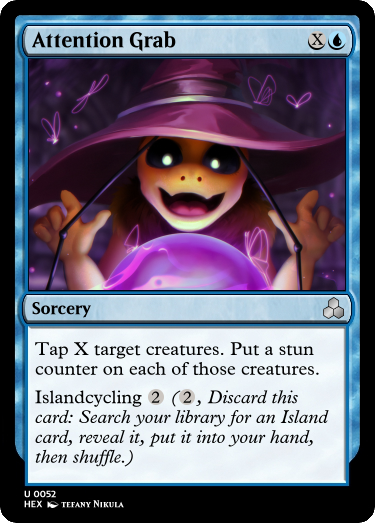 Attention Grab X
Sorcery
Tap X target creatures. Put a stun
counter on each of those creatures.
Islandcycling 2 (2, Discard this
card: Search your library for an Island
card, reveal it, put it into your hand,
then shuffle.)
U 0052
HEX TEFANY NIKULA